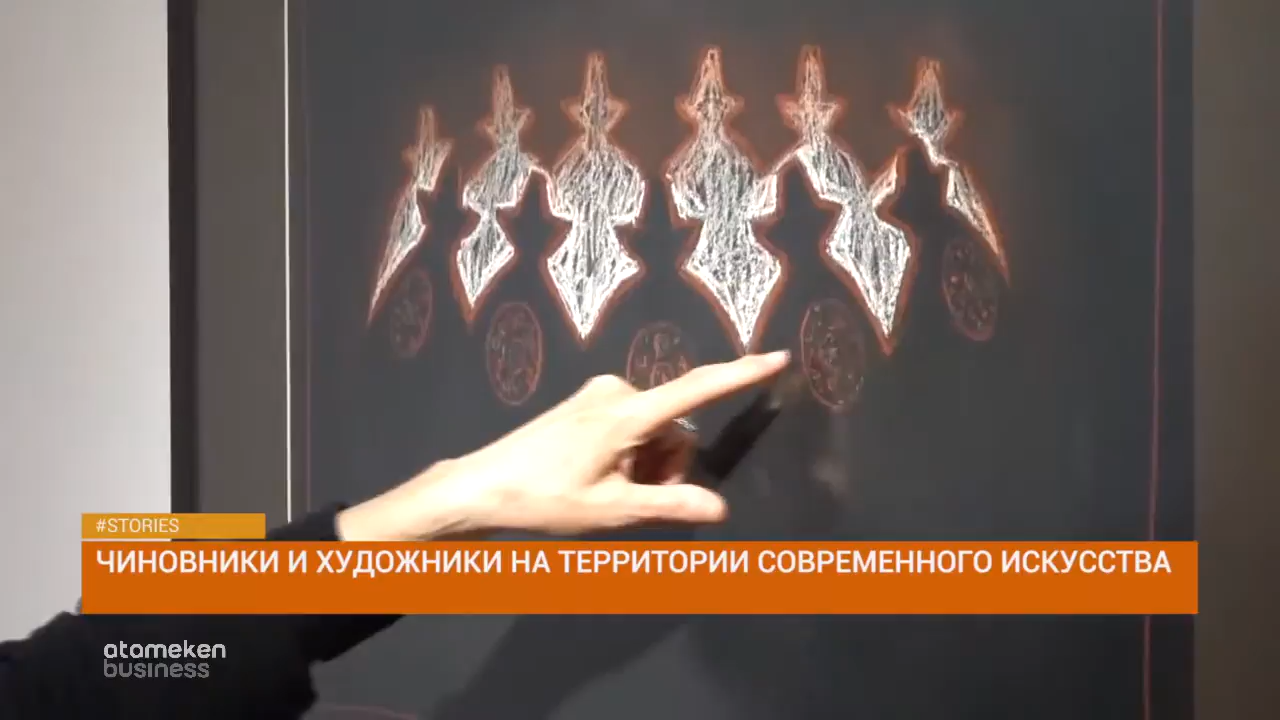 #STORIES
ЧИНОВНИКИ И ХУДОЖНИКИ НА ТЕРРИТОРИИ СОВРЕМЕННОГО ИСКУССТВА
atameken
business